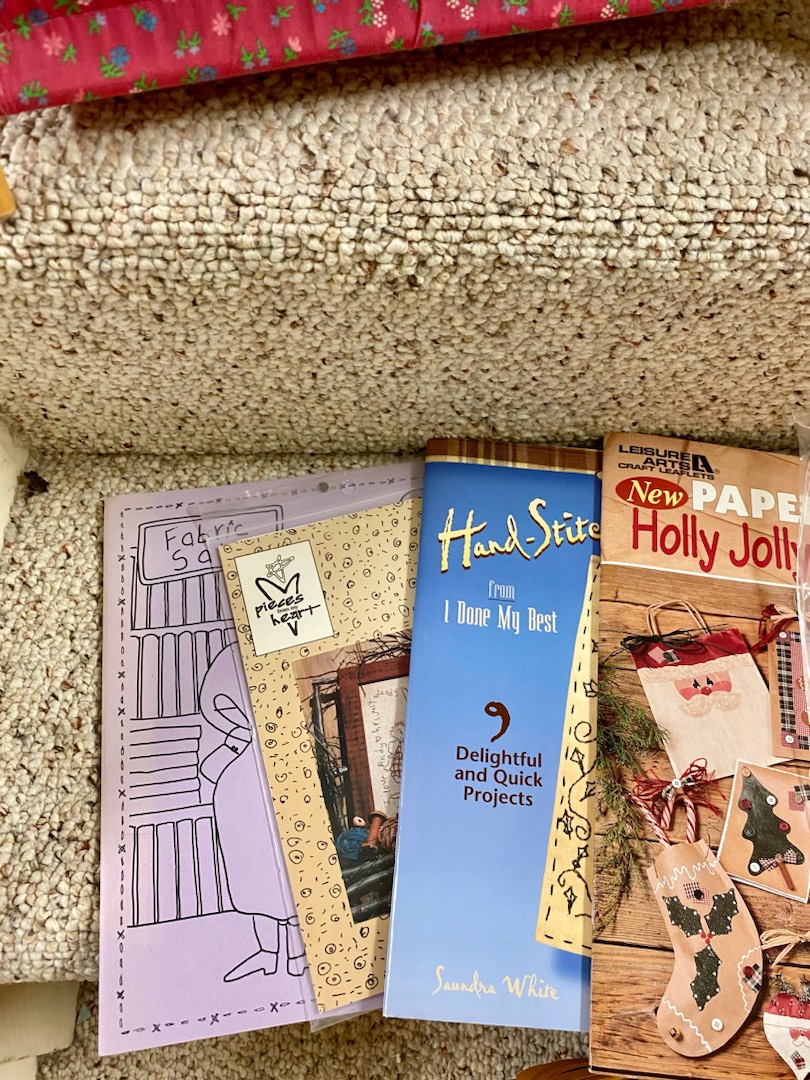 Fabric
pieces
from my
heart
Hand-Stitc
from
I Done My Best
9
Delightful
and Quick
Projects
Saundra White
LEISURE
ARTS
CRAFT LEAFLETS
New PAPE
Holly Jolly